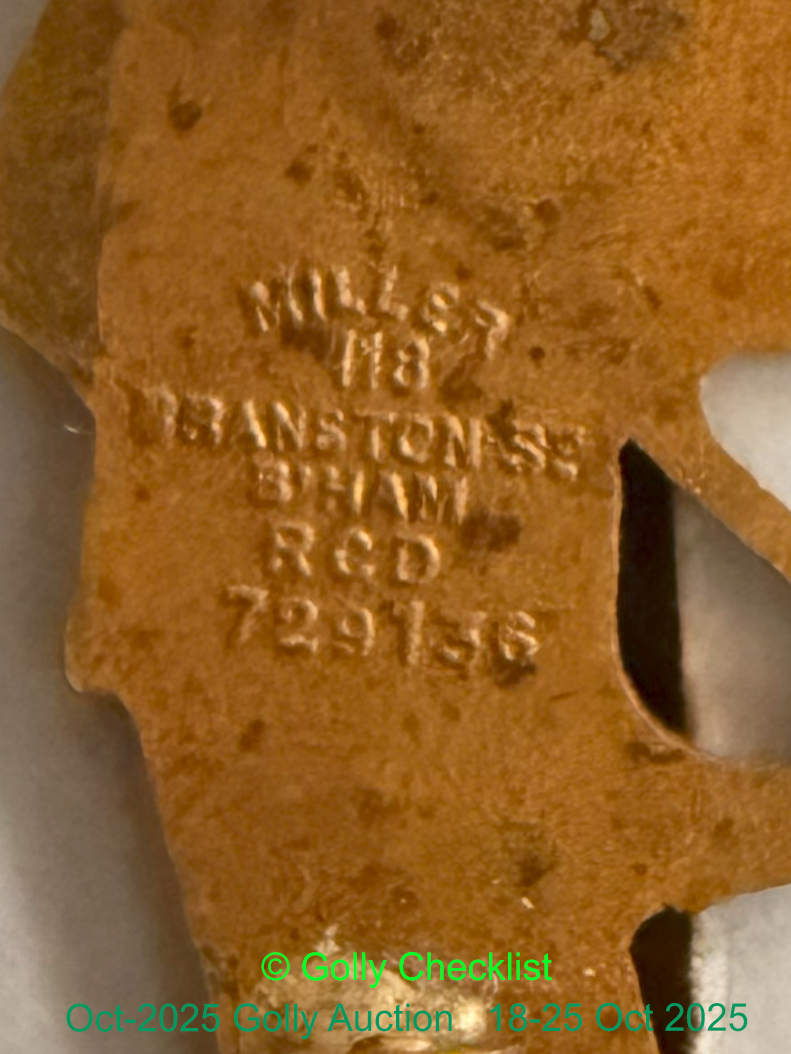 MILLER
118
BRANSTON ST
B'HAM
RGD
729136
© Golly Checklist
Oct-2025 Golly Auction 18-25 Oct 2025